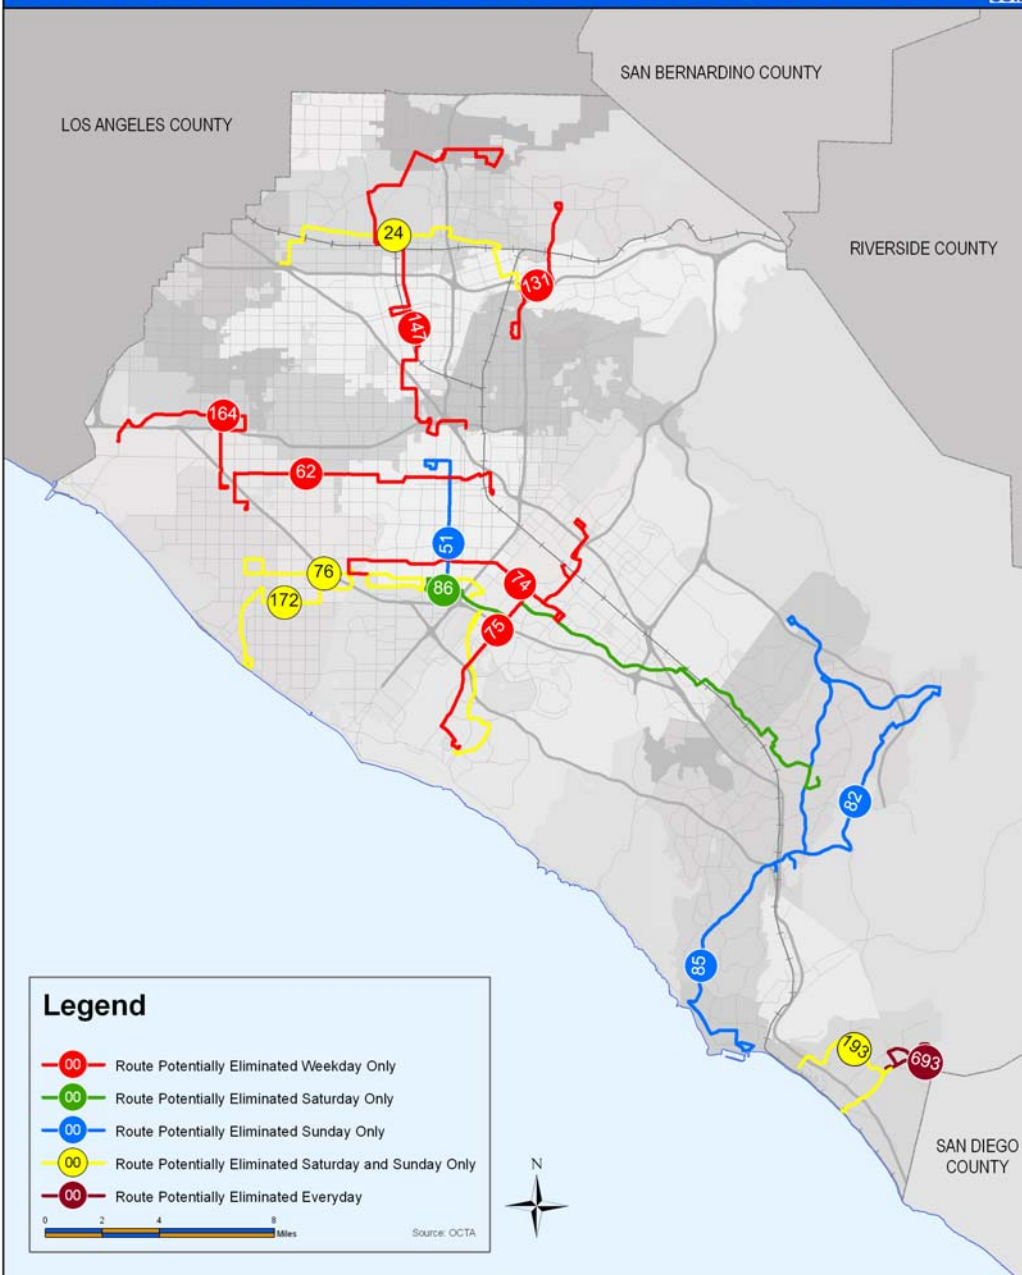 SAN BERNARDINO COUNTY
LOS ANGELES COUNTY
RIVERSIDE COUNTY
24
131
147
164
62
51
76
86
74
172
75
82
85
193
693
SAN DIEGO
COUNTY
N
Legend
00 Route Potentially Eliminated Weekday Only
00 Route Potentially Eliminated Saturday Only
00 Route Potentially Eliminated Sunday Only
00 Route Potentially Eliminated Saturday and Sunday Only
00 Route Potentially Eliminated Everyday
0 2 4 8
Miles
Source: OCTA